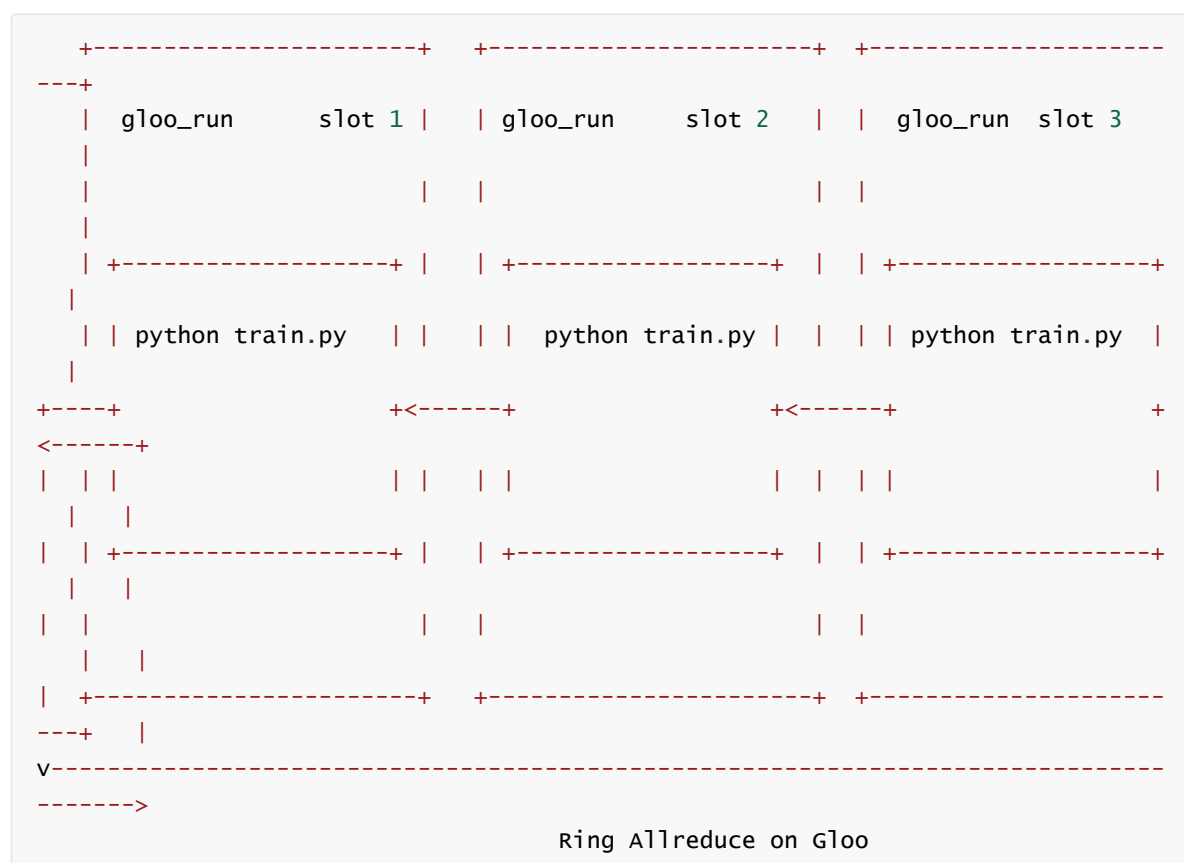 +-----------------------+   +-----------------------+  +---------------------
---+
   |  gloo_run      slot 1 |   | gloo_run     slot 2   |  |  gloo_run  slot 3
   |
   |                       |   |                       |  |
   |
   | +-------------------+ |   | +------------------+  |  | +------------------+
  |
   | | python train.py   | |   | |  python train.py |  |  | | python train.py  |
  |
+----+                   +<------+                  +<------+                  +
<------+
|  | |                   | |   | |                  |  |  | |                  |
  |   |
|  | +-------------------+ |   | +------------------+  |  | +------------------+
  |   |
|  |                       |   |                       |  |
   |   |
|  +-----------------------+   +-----------------------+  +---------------------
---+   |
v-------------------------------------------------------------------------------
------->
                                    Ring Allreduce on Gloo